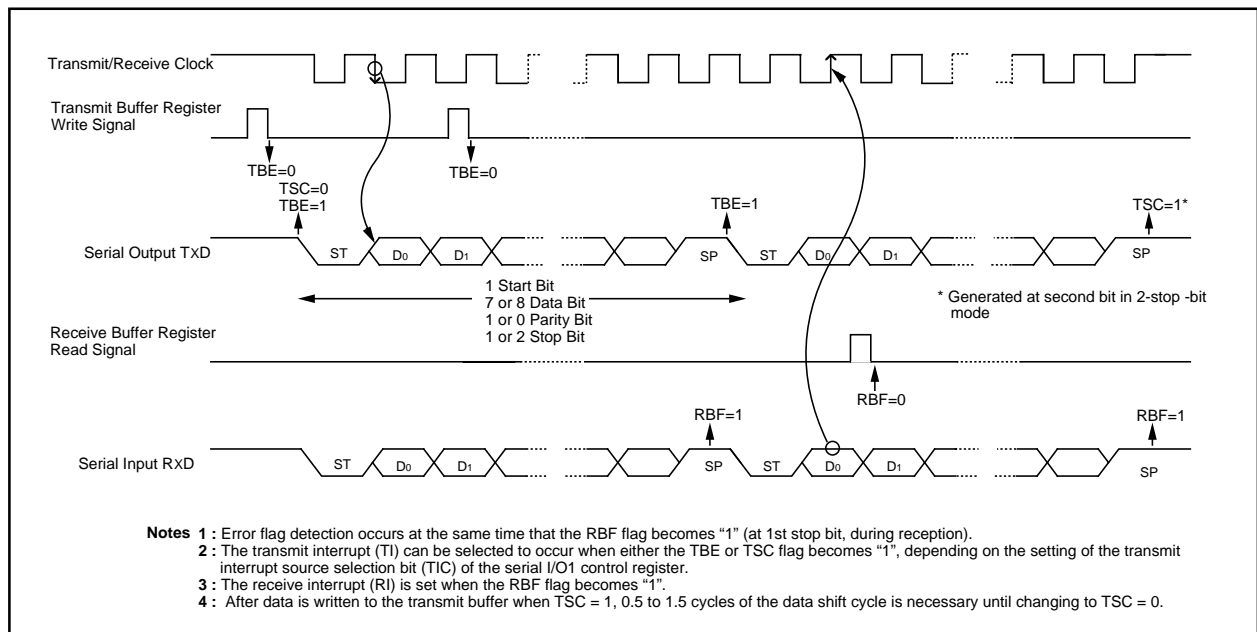 Transmit/Receive Clock
Transmit Buffer Register
Write Signal
TBE=0
TBE=0
TSC=0
TBE=1
TBE=1
TSC=1*
Serial Output TXD
ST
D0
D1
SP
ST
D0
D1
SP
1 Start Bit
7 or 8 Data Bit
1 or 0 Parity Bit
1 or 2 Stop Bit
* Generated at second bit in 2-stop -bit
mode
Receive Buffer Register
Read Signal
RBF=0
RBF=1
RBF=1
Serial Input RXD
ST
D0
D1
SP
ST
D0
D1
SP
Notes 1 : Error flag detection occurs at the same time that the RBF flag becomes “1” (at 1st stop bit, during reception).
2 : The transmit interrupt (TI) can be selected to occur when either the TBE or TSC flag becomes “1”, depending on the setting of the transmit
interrupt source selection bit (TIC) of the serial I/O1 control register.
3 : The receive interrupt (RI) is set when the RBF flag becomes “1”.
4 : After data is written to the transmit buffer when TSC = 1, 0.5 to 1.5 cycles of the data shift cycle is necessary until changing to TSC = 0.